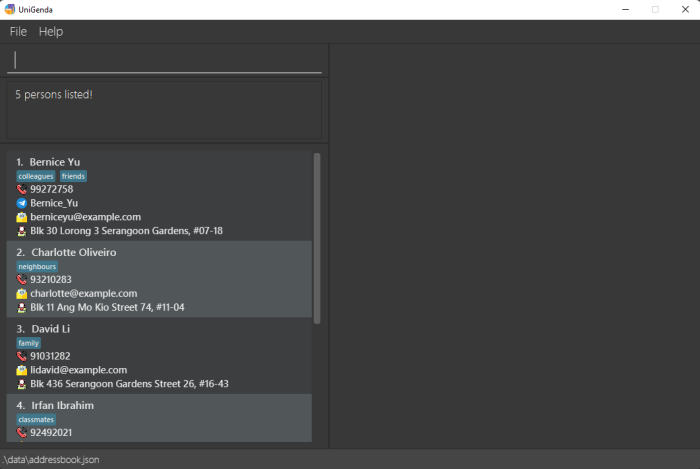 UniGenda
File Help
5 persons listed!
1. Bernice Yu
colleagues friends
99272758
Bernice_Yu
berniceyu@example.com
Blk 30 Lorong 3 Serangoon Gardens, #07-18
2. Charlotte Oliveiro
neighbours
93210283
charlotte@example.com
Blk 11 Ang Mo Kio Street 74, #11-04
3. David Li
family
91031282
lidavid@example.com
Blk 436 Serangoon Gardens Street 26, #16-43
4. Irfan Ibrahim
classmates
92492021
.\data\addressbook.json